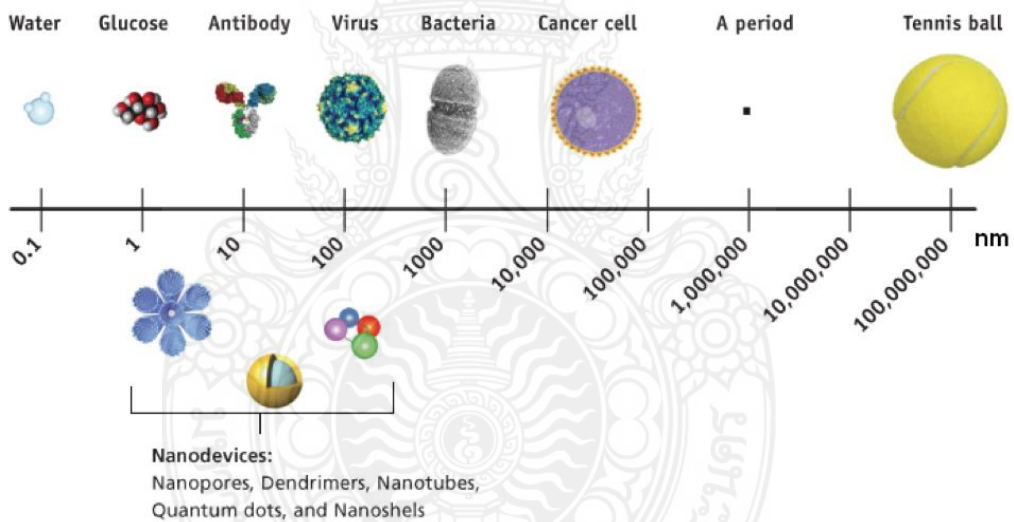 Water Glucose Antibody Virus Bacteria Cancer cell A period Tennis ball
0.1 1 10 100 1000 10,000 100,000 1,000,000 10,000,000 100,000,000 nm
Nanodevices:
Nanopores, Dendrimers, Nanotubes,
Quantum dots, and Nanoshels